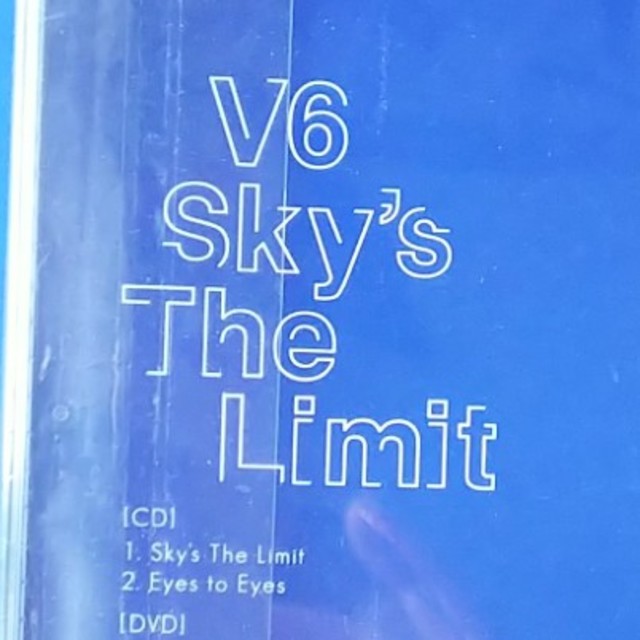 V6
Sky's
The
Limit
[CD]
1. Sky's The Limit
2. Eyes to Eyes
[DVD]